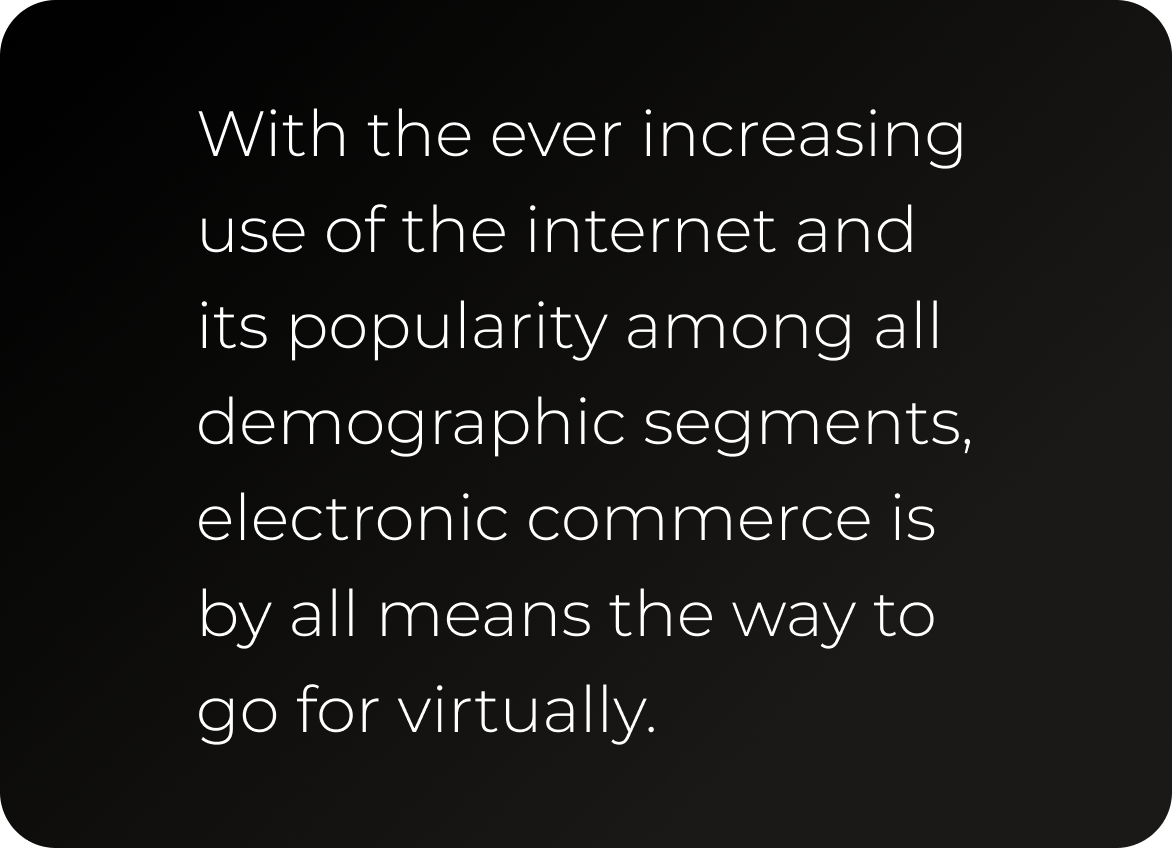 With the ever increasing
use of the internet and
its popularity among all
demographic segments,
electronic commerce is
by all means the way to
go for virtually.